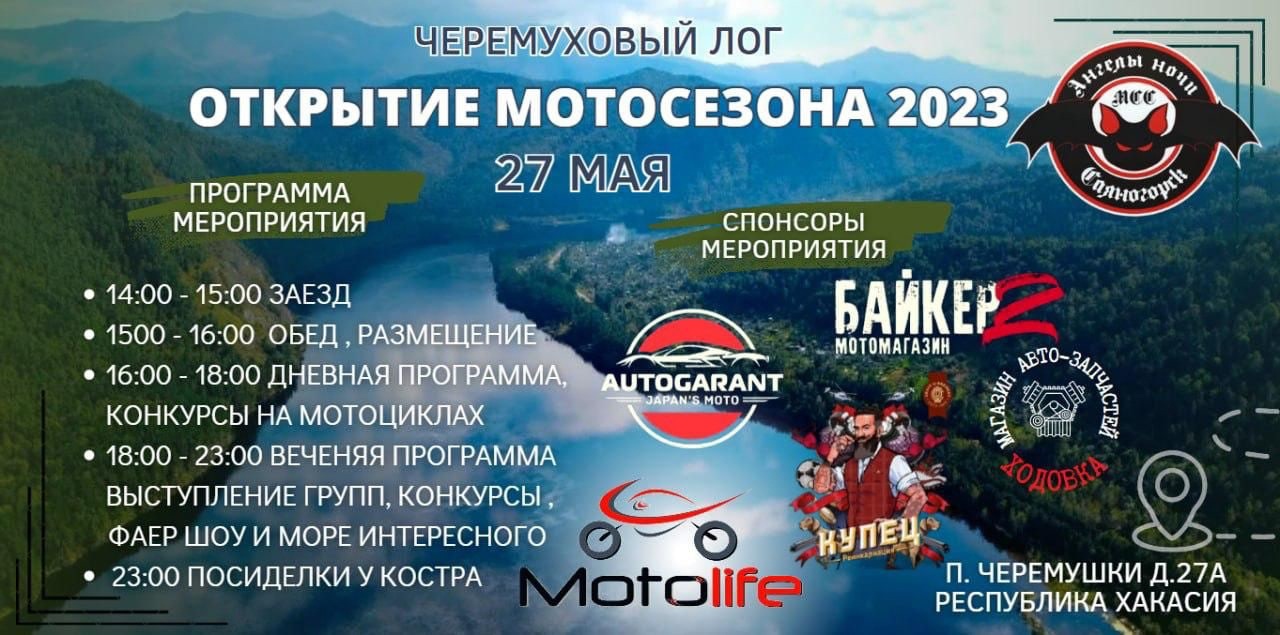 ЧЕРЕМУХОВЫЙ ЛОГ
ОТКРЫТИЕ МОТОСЕЗОНА 2023
27 МАЯ
Ангелы ночи
МСС
Саяногорск
ПРОГРАММА
МЕРОПРИЯТИЯ
• 14:00 - 15:00 ЗАЕЗД
• 1500 - 16:00 ОБЕД , РАЗМЕЩЕНИЕ
• 16:00 - 18:00 ДНЕВНАЯ ПРОГРАММА,
КОНКУРСЫ НА МОТОЦИКЛАХ
• 18:00 - 23:00 ВЕЧЕНЯЯ ПРОГРАММА
ВЫСТУПЛЕНИЕ ГРУПП, КОНКУРСЫ ,
ФАЕР ШОУ И МОРЕ ИНТЕРЕСНОГО
• 23:00 ПОСИДЕЛКИ У КОСТРА
СПОНСОРЫ
МЕРОПРИЯТИЯ
БАЙКЕР2
МОТОМАГАЗИН
AUTOGARANT
JAPAN'S MOTO
МАГАЗИН АВТО-ЗАПЧАСТЕЙ
ХОДОВКА
КУПЕЦ
Реинкарнация
Motolife
П. ЧЕРЕМУШКИ Д.27А
РЕСПУБЛИКА ХАКАСИЯ